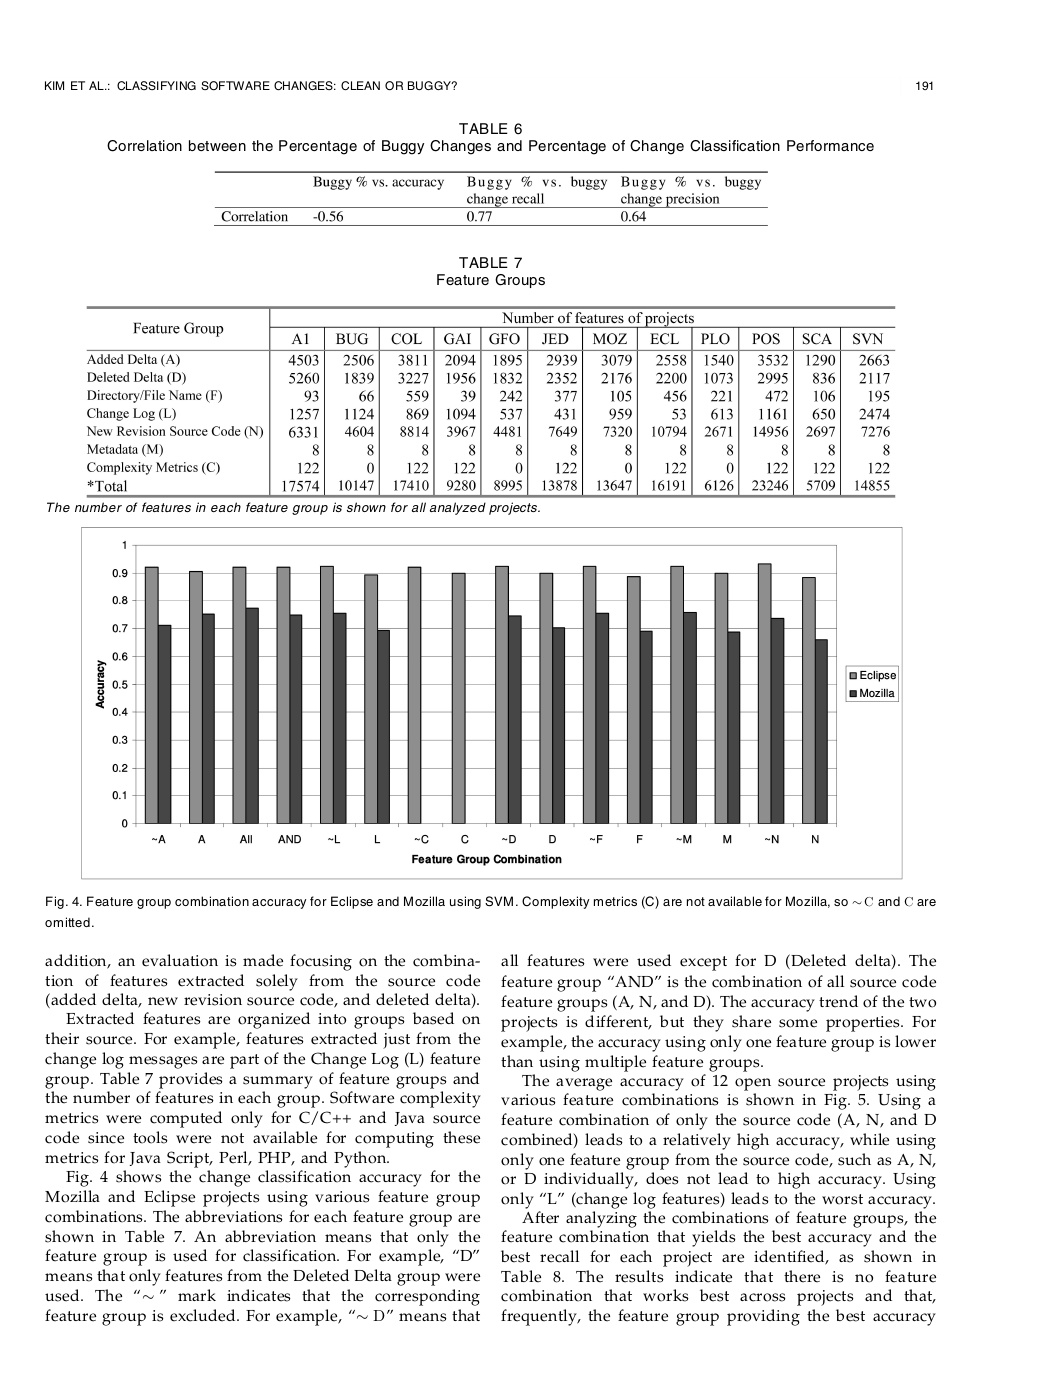 KIM ET AL.: CLASSIFYING SOFTWARE CHANGES: CLEAN OR BUGGY? 191
TABLE 6
Correlation between the Percentage of Buggy Changes and Percentage of Change Classification Performance
Buggy % vs. accuracy Buggy % vs. buggy change recall Buggy % vs. buggy change precision
Correlation -0.56 0.77 0.64
TABLE 7
Feature Groups
Feature Group Number of features of projects
A1 BUG COL GAI GFO JED MOZ ECL PLO POS SCA SVN
Added Delta (A) 4503 2506 3811 2094 1895 2939 3079 2558 1540 3532 1290 2663
Deleted Delta (D) 5260 1839 3227 1956 1832 2352 2176 2200 1073 2995 836 2117
Directory/File Name (F) 93 66 559 39 242 377 105 456 221 472 106 195
Change Log (L) 1257 1124 869 1094 537 431 959 53 613 1161 650 2474
New Revision Source Code (N) 6331 4604 8814 3967 4481 7649 7320 10794 2671 14956 2697 7276
Metadata (M) 8 8 8 8 8 8 8 8 8 8 8 8
Complexity Metrics (C) 122 0 122 122 0 122 0 122 0 122 122 122
*Total 17574 10147 17410 9280 8995 13878 13647 16191 6126 23246 5709 14855
The number of features in each feature group is shown for all analyzed projects.
1
0.9
0.8
0.7
0.6
0.5
0.4
0.3
0.2
0.1
0
Accuracy
~A A All AND ~L L ~C C ~D D ~F F ~M M ~N N
Feature Group Combination
Eclipse
Mozilla
Fig. 4. Feature group combination accuracy for Eclipse and Mozilla using SVM. Complexity metrics (C) are not available for Mozilla, so ~C and C are
omitted.
addition, an evaluation is made focusing on the combina-
tion of features extracted solely from the source code
(added delta, new revision source code, and deleted delta).
Extracted features are organized into groups based on
their source. For example, features extracted just from the
change log messages are part of the Change Log (L) feature
group. Table 7 provides a summary of feature groups and
the number of features in each group. Software complexity
metrics were computed only for C/C++ and Java source
code since tools were not available for computing these
metrics for Java Script, Perl, PHP, and Python.
Fig. 4 shows the change classification accuracy for the
Mozilla and Eclipse projects using various feature group
combinations. The abbreviations for each feature group are
shown in Table 7. An abbreviation means that only the
feature group is used for classification. For example, "D"
means that only features from the Deleted Delta group were
used. The "~" mark indicates that the corresponding
feature group is excluded. For example, "~ D" means that
all features were used except for D (Deleted delta). The
feature group "AND" is the combination of all source code
feature groups (A, N, and D). The accuracy trend of the two
projects is different, but they share some properties. For
example, the accuracy using only one feature group is lower
than using multiple feature groups.
The average accuracy of 12 open source projects using
various feature combinations is shown in Fig. 5. Using a
feature combination of only the source code (A, N, and D
combined) leads to a relatively high accuracy, while using
only one feature group from the source code, such as A, N,
or D individually, does not lead to high accuracy. Using
only "L" (change log features) leads to the worst accuracy.
After analyzing the combinations of feature groups, the
feature combination that yields the best accuracy and the
best recall for each project are identified, as shown in
Table 8. The results indicate that there is no feature
combination that works best across projects and that,
frequently, the feature group providing the best accuracy